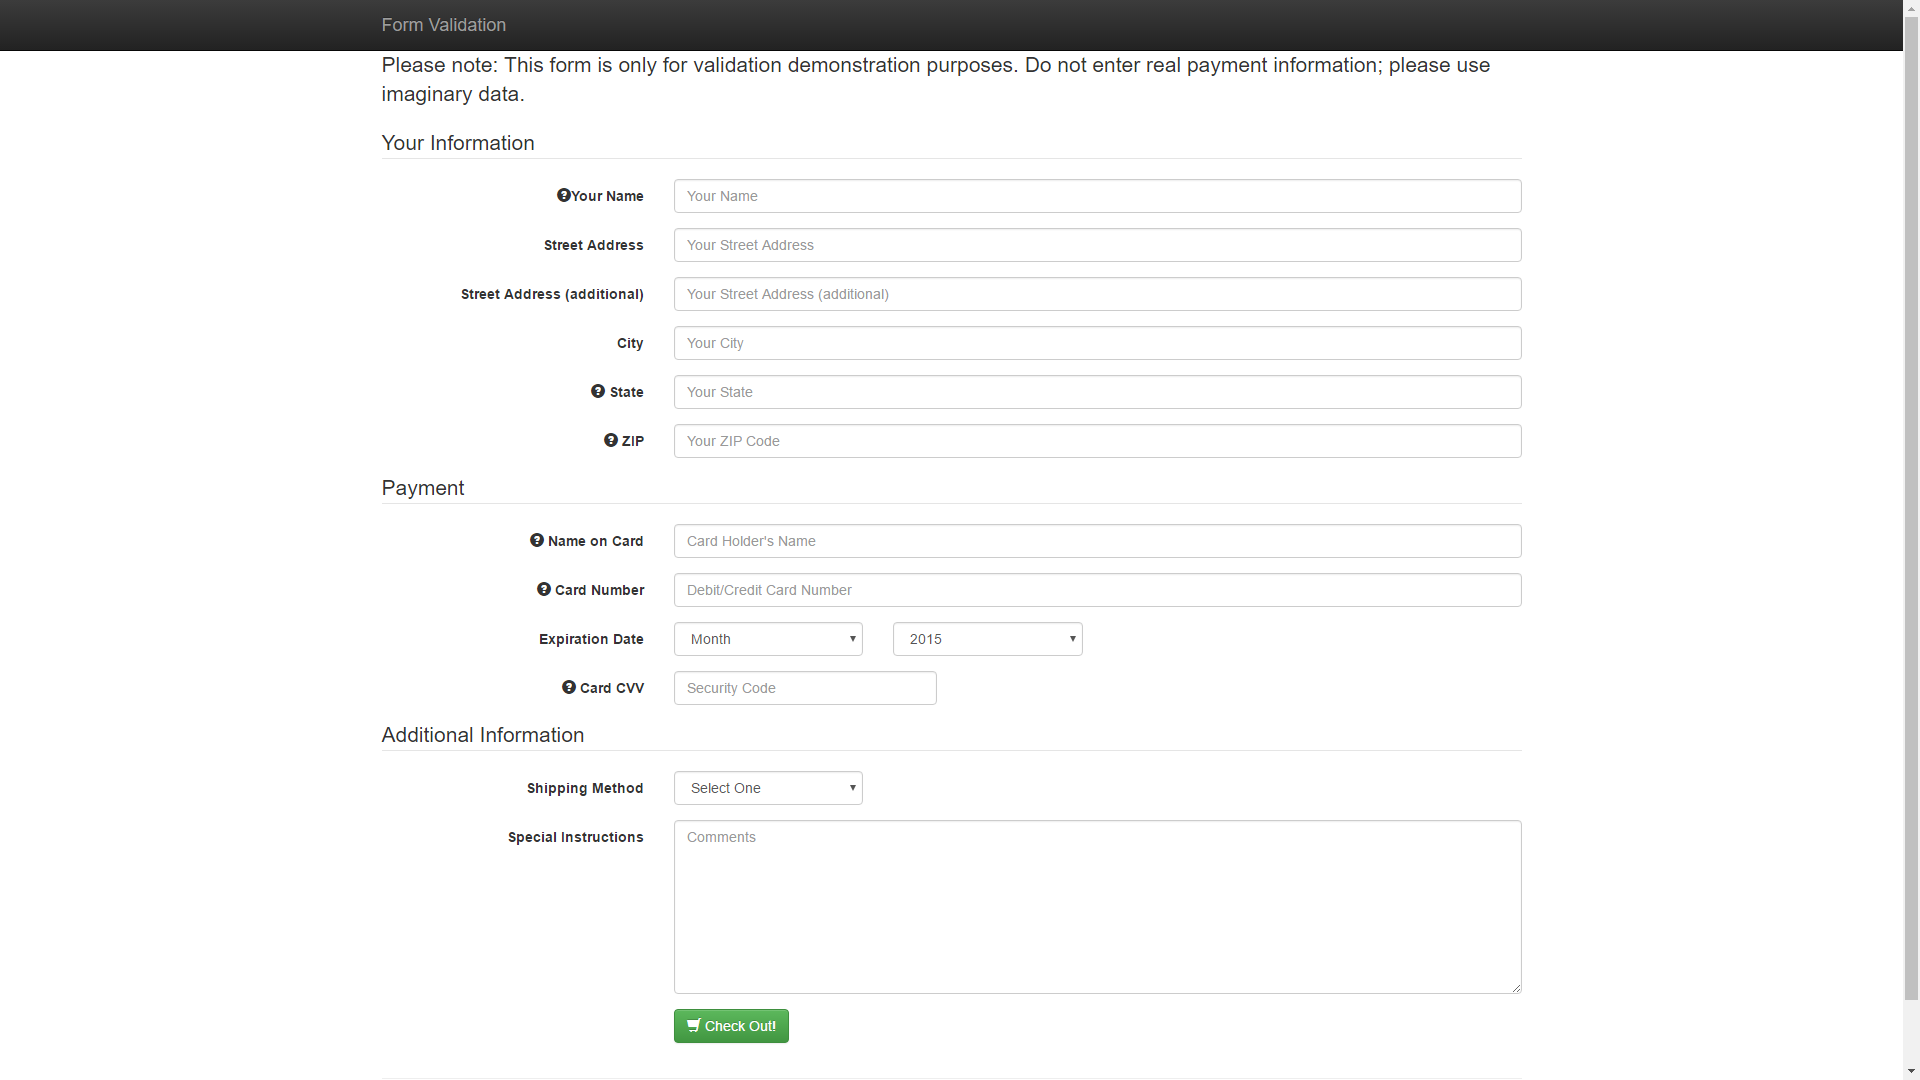 Form Validation
Please note: This form is only for validation demonstration purposes. Do not enter real payment information; please use
imaginary data.
Your Information
Your Name Your Name
Street Address Your Street Address
Street Address (additional) Your Street Address (additional)
City Your City
State Your State
ZIP Your ZIP Code
Payment
Name on Card Card Holder's Name
Card Number Debit/Credit Card Number
Expiration Date Month 2015
Card CVV Security Code
Additional Information
Shipping Method Select One
Special Instructions Comments
Check Out!